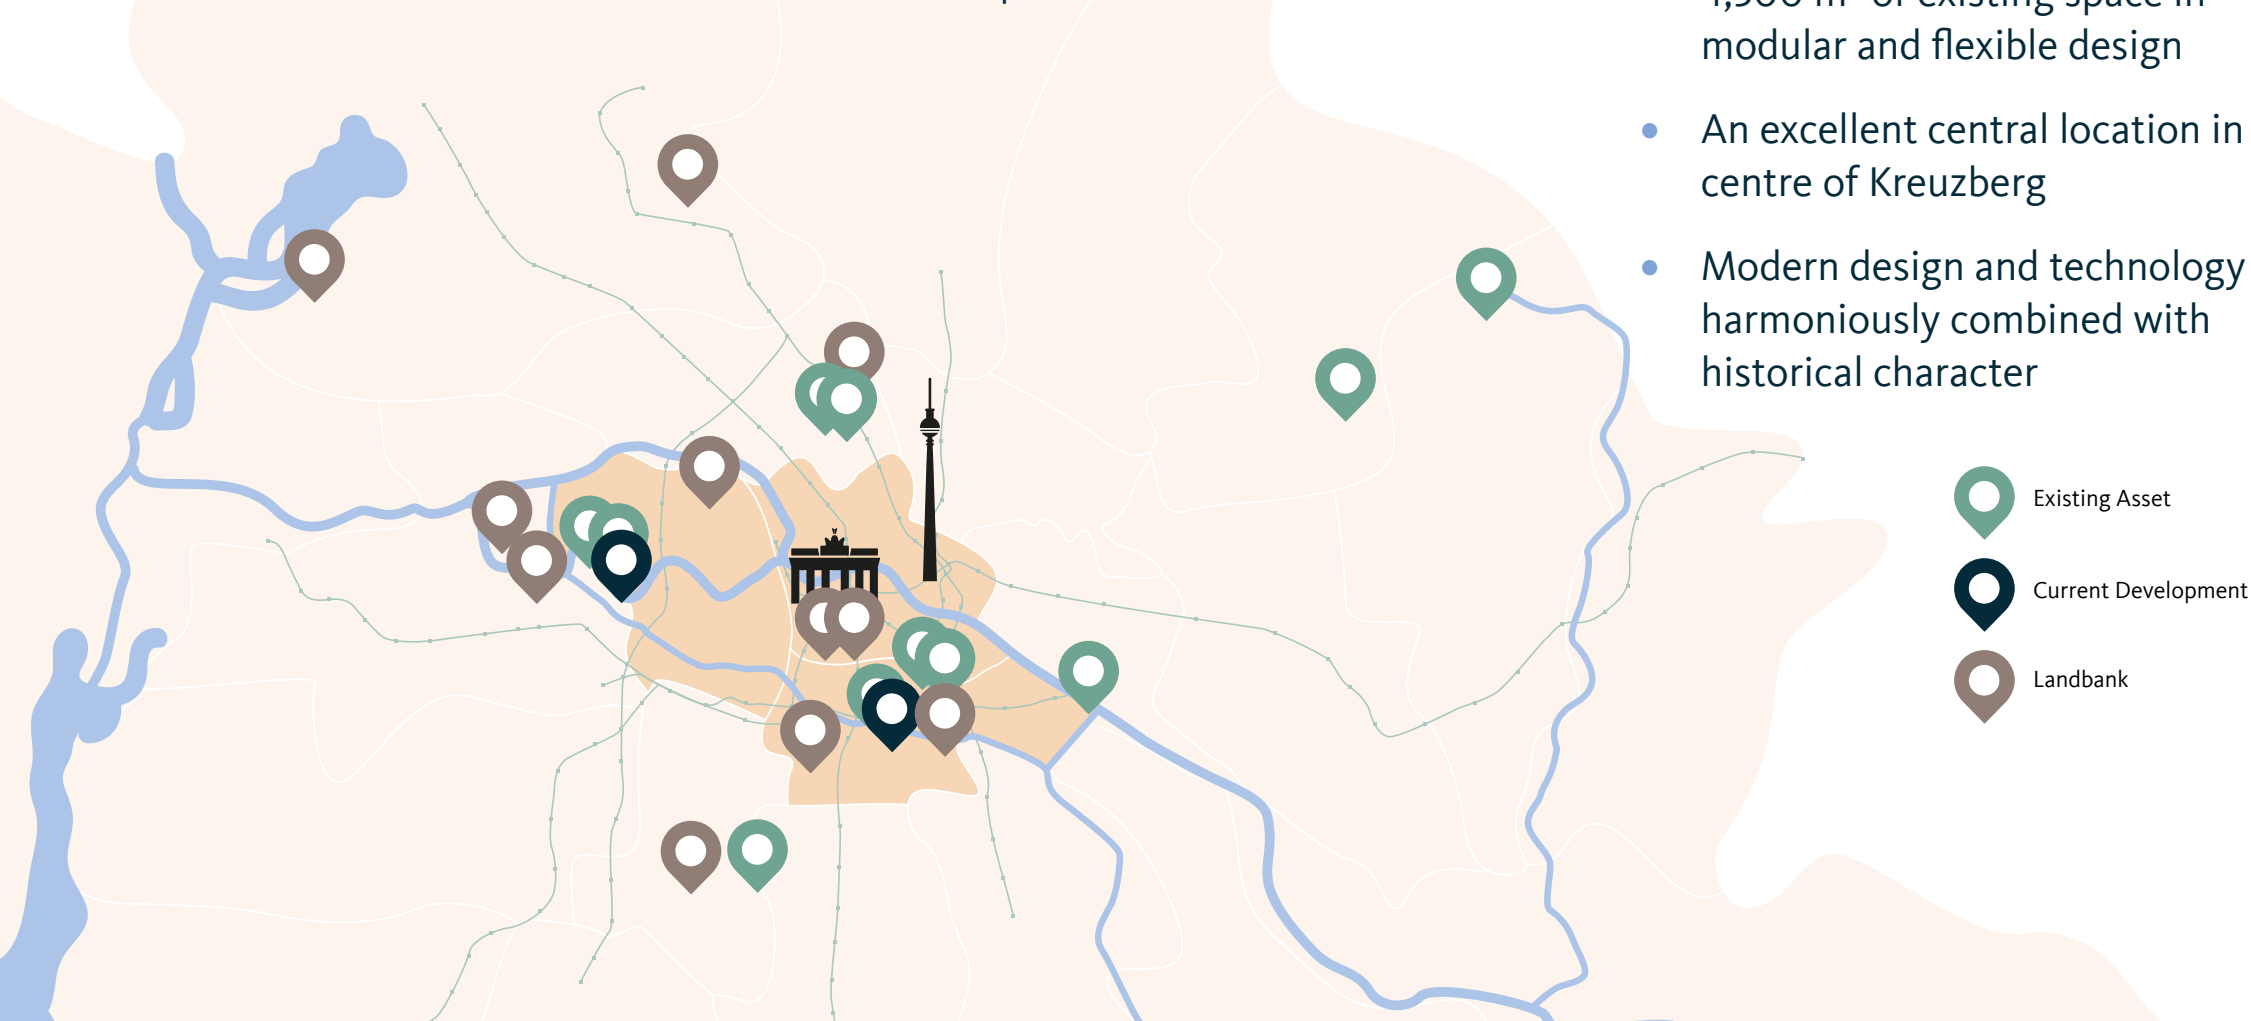 modular and flexible design
An excellent central location in
centre of Kreuzberg
Modern design and technology
harmoniously combined with
historical character
Existing Asset
Current Development
Landbank